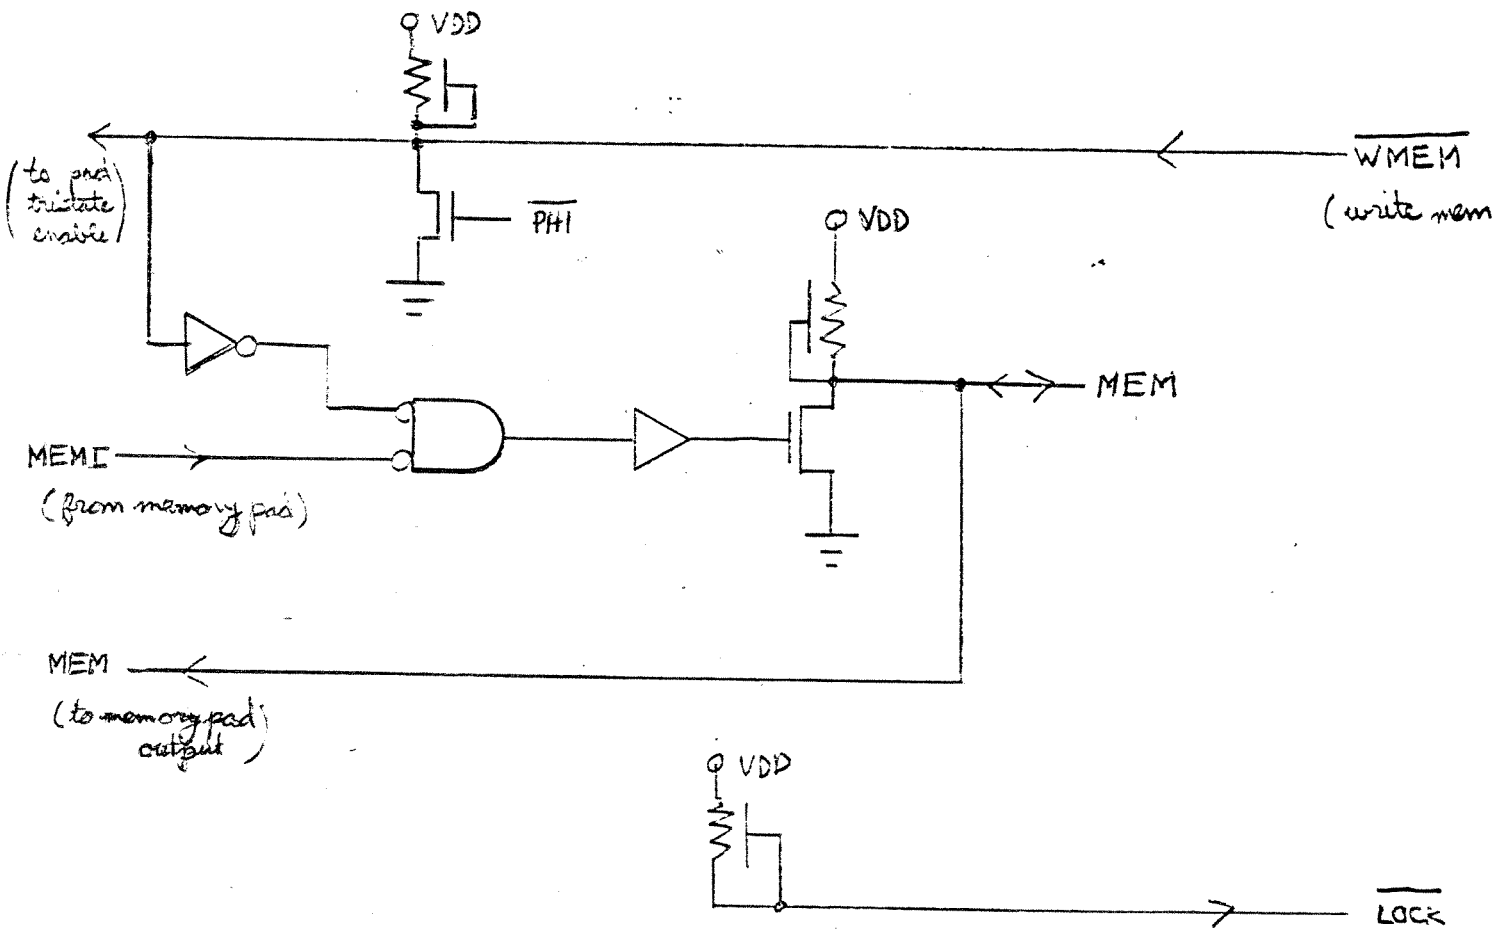 VDD
WMEM
(write mem
(to pad
tristate
enable)
PHI
VDD
MEM
MEMI
(from memory pad)
MEM
(to memory pad
output)
VDD
LOCK